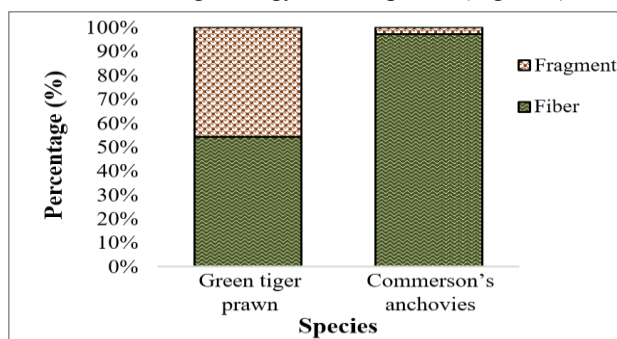 100%
90%
80%
70%
60%
50%
40%
30%
20%
10%
0%
Percentage (%)
Fragment
Fiber
Green tiger
prawn
Commerson's
anchovies
Species